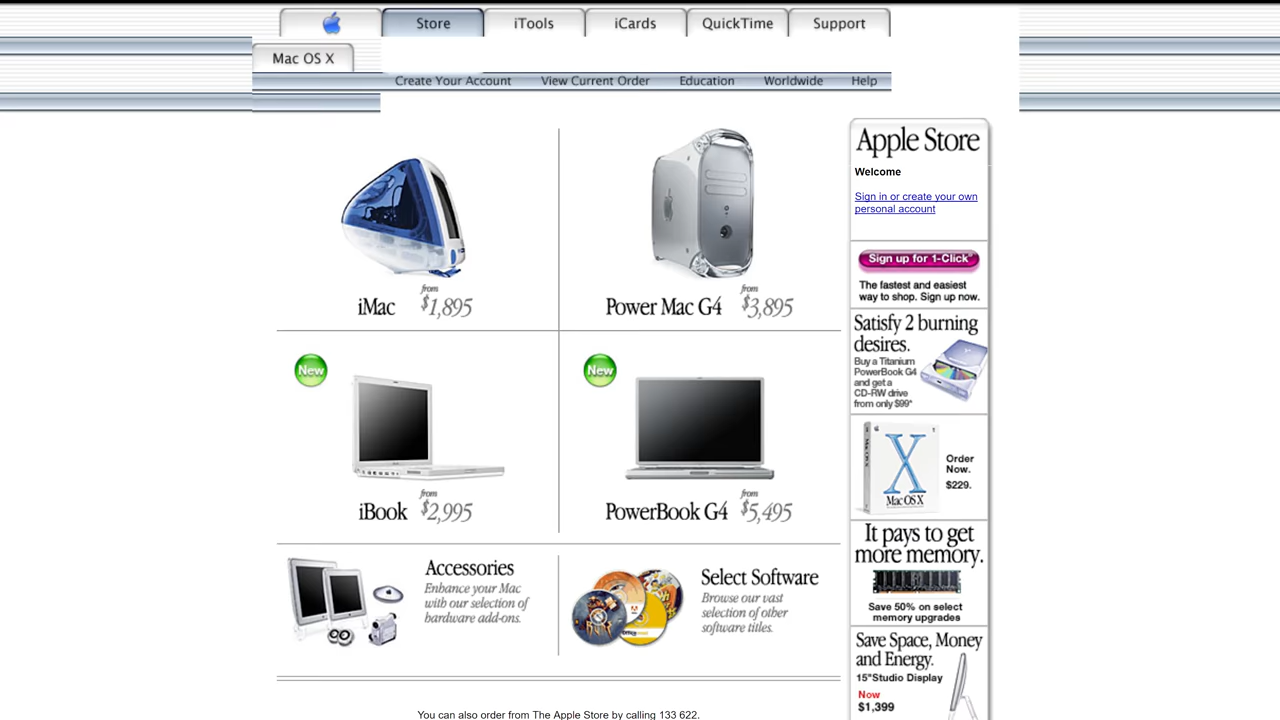 Store
iTools
iCards
QuickTime
Support
Mac OS X
Create Your Account
View Current Order
Education
Worldwide
Help
iMac
from
$1,895
Power Mac G4
from
$3,895
New
iBook
from
$2,995
New
PowerBook G4
from
$5,495
Accessories
Enhance your Mac
with our selection of
hardware add-ons.
Select Software
Browse our vast
selection of other
software titles.
You can also order from The Apple Store by calling 133 622.
Apple Store
Welcome
Sign in or create your own
personal account
Sign up for 1-Click®
The fastest and easiest
way to shop. Sign up now.
Satisfy 2 burning
desires.
Buy a Titanium
PowerBook G4
and get a
CD-RW drive
from only $99*
X
Mac OS X
Order
Now.
$229.
It pays to get
more memory.
Save 50% on select
memory upgrades
Save Space, Money
and Energy.
15"Studio Display
Now
$1,399